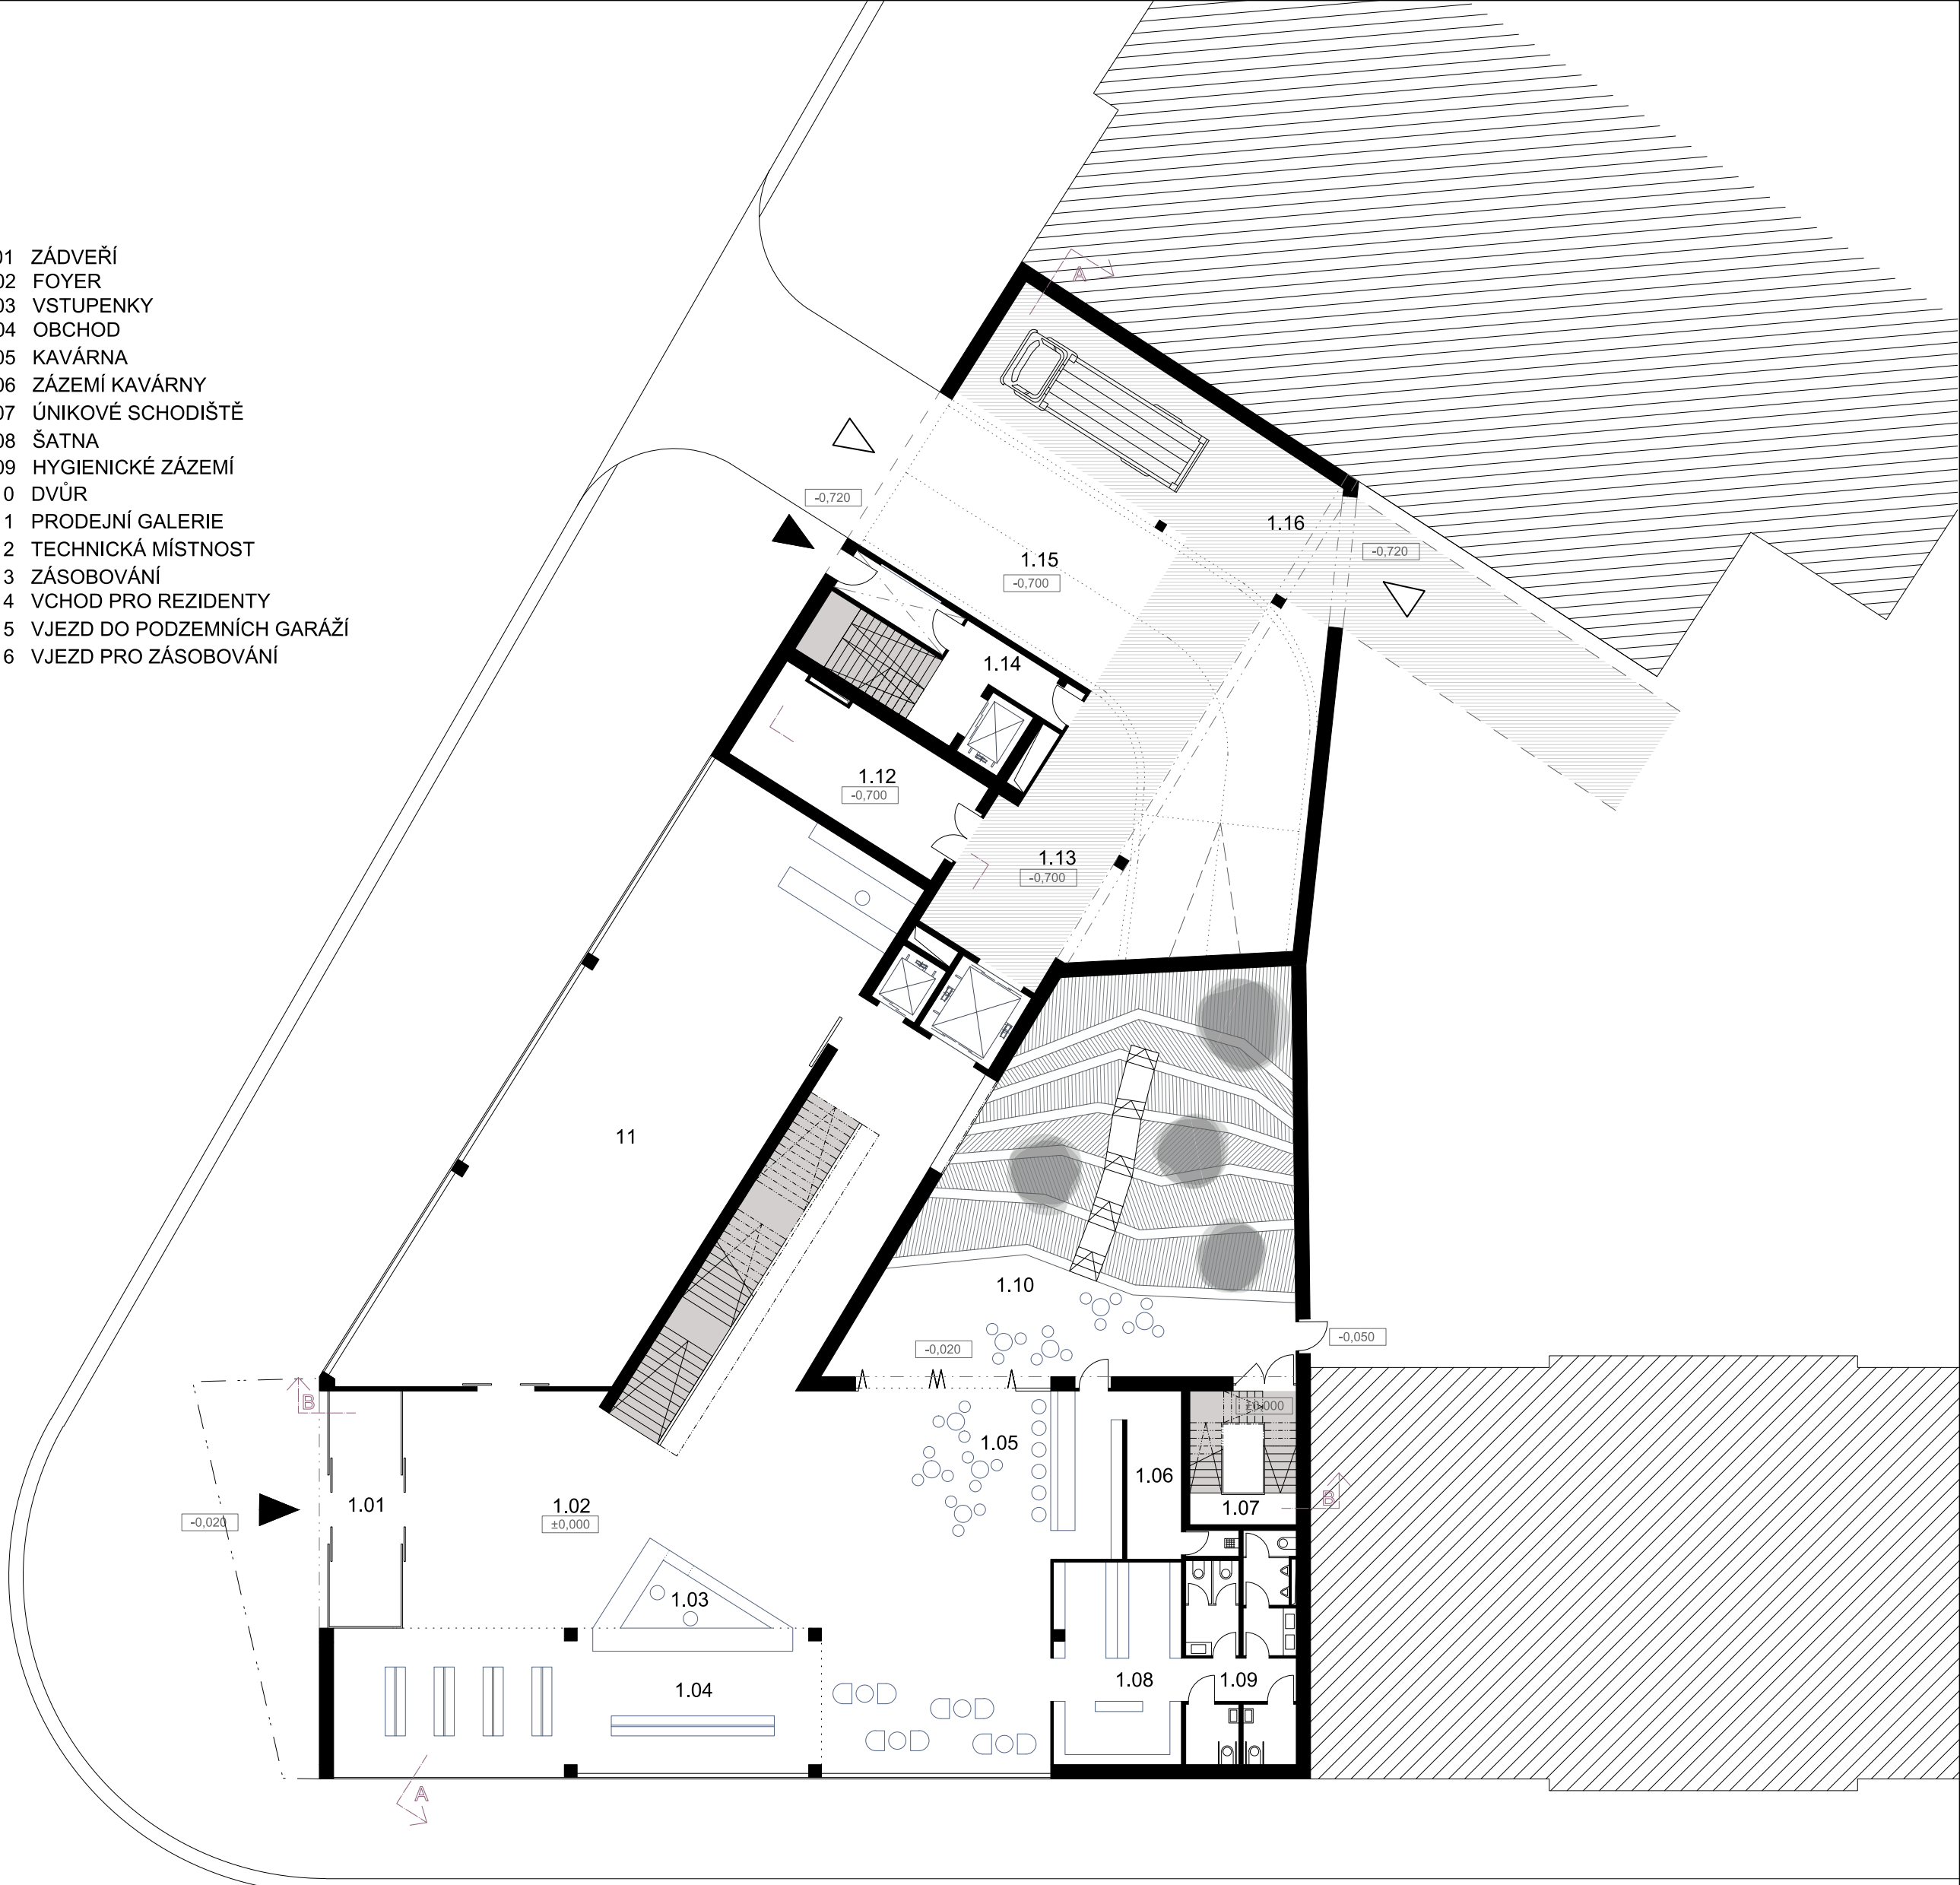 01 ZÁDVEŘÍ
02 FOYER
03 VSTUPENKY
04 OBCHOD
05 KAVÁRNA
06 ZÁZEMÍ KAVÁRNY
07 ÚNIKOVÉ SCHODIŠTĚ
08 ŠATNA
09 HYGIENICKÉ ZÁZEMÍ
0 DVŮR
1 PRODEJNÍ GALERIE
2 TECHNICKÁ MÍSTNOST
3 ZÁSOBOVÁNÍ
4 VCHOD PRO REZIDENTY
5 VJEZD DO PODZEMNÍCH GARÁŽÍ
6 VJEZD PRO ZÁSOBOVÁNÍ
A
-0,720
1.16
-0,720
1.15
-0,700
1.14
1.12
-0,700
1.13
-0,700
11
1.10
-0,020
-0,050
B
±0,000
1.05
1.06
1.07
B
1.01
1.02
±0,000
-0,020
1.03
1.04
1.08
1.09
A